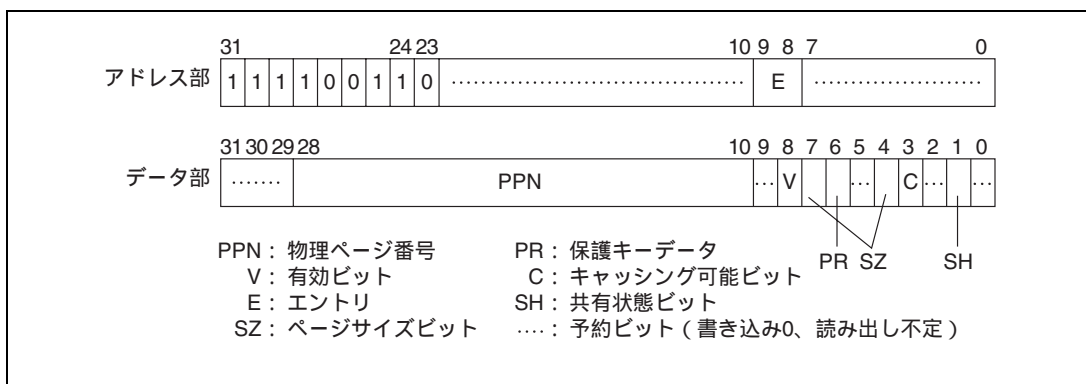 31 24 23 10 9 8 7 0
アドレス部 1 1 1 1 0 0 1 1 0 ………………………………… E ……………………
31 30 29 28 10 9 8 7 6 5 4 3 2 1 0
データ部 ……. PPN … V … C … …
PR SZ SH
PPN： 物理ページ番号 PR： 保護キーデータ
V： 有効ビット C： キャッシング可能ビット
E： エントリ SH： 共有状態ビット
SZ： ページサイズビット ‥‥： 予約ビット（書き込み0、読み出し不定）